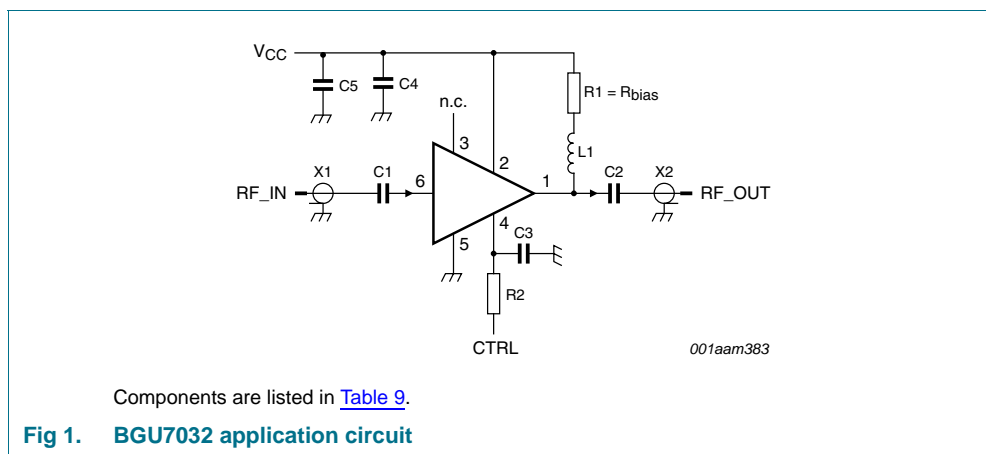 VCC
C5
C4
R1 = Rbias
n.c.
3
L1
2
X1
C1
6
1
C2
X2
RF_IN
RF_OUT
4
C3
5
R2
CTRL
001aam383
Components are listed in Table 9.
Fig 1. BGU7032 application circuit